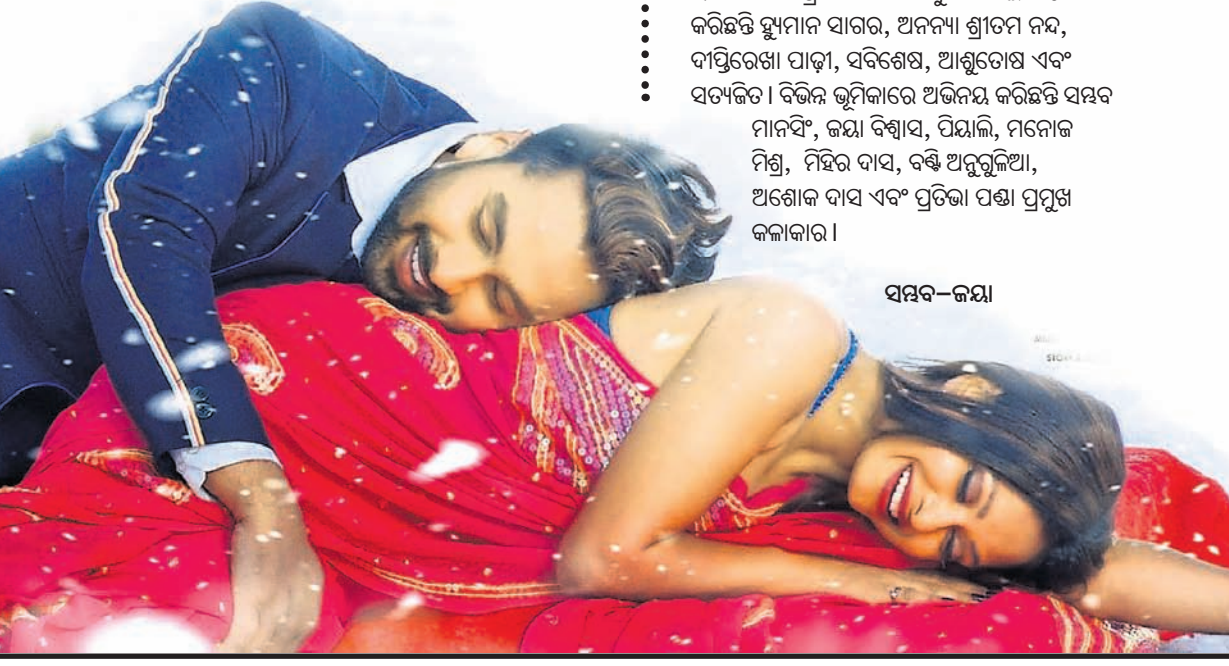 କରିଛନ୍ତି ହ୍ୟୁମାନ ସାଗର, ଅନନ୍ୟା ଶ୍ରୀତମ ନନ୍ଦ,
ଦୀପ୍ତିରେଖା ପାଢ଼ୀ, ସବିଶେଷ, ଆଶୁତୋଷ ଏବଂ
ସତ୍ୟଜିତ। ବିଭିନ୍ନ ଭୂମିକାରେ ଅଭିନୟ କରିଛନ୍ତି ସମ୍ଭବ
ମାନସିଂ, ଜୟା ବିଶ୍ୱାସ, ପିୟାଲି, ମନୋଜ
ମିଶ୍ର, ମିହିର ଦାସ, ବଣ୍ଟି ଅନୁଗୁଳିଆ,
ଅଶୋକ ଦାସ ଏବଂ ପ୍ରତିଭା ପଣ୍ଡା ପ୍ରମୁଖ
କଳାକାର।
ସମ୍ଭବ–ଜୟା